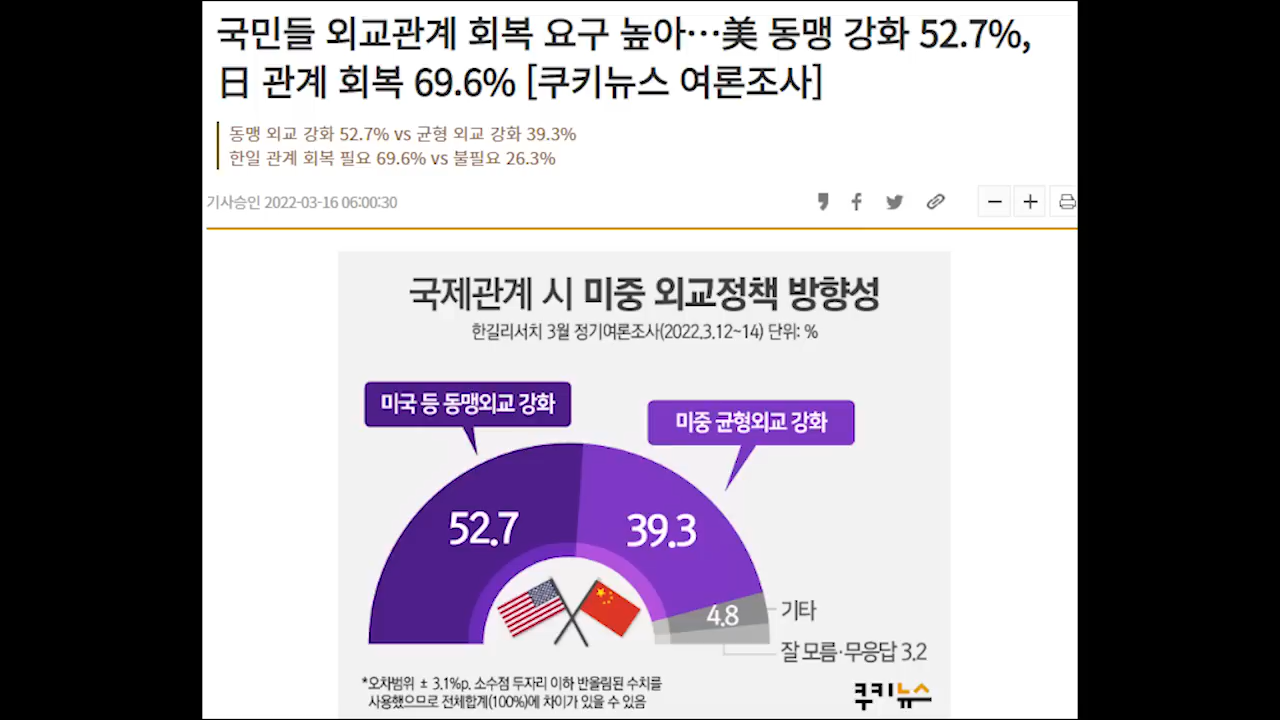 국민들 외교관계 회복 요구 높아…美 동맹 강화 52.7%,
日 관계 회복 69.6% [쿠키뉴스 여론조사]
동맹 외교 강화 52.7% vs 균형 외교 강화 39.3%
한일 관계 회복 필요 69.6% vs 불필요 26.3%
기사승인 2022-03-16 06:00:30
국제관계 시 미중 외교정책 방향성
한길리서치 3월 정기여론조사(2022.3.12~14) 단위: %
미국 등 동맹외교 강화
미중 균형외교 강화
52.7
39.3
4.8
기타
잘 모름·무응답 3.2
*오차범위 ± 3.1%p, 소수점 두자리 이하 반올림된 수치를
사용했으므로 전체합계(100%)에 차이가 있을 수 있음
쿠키뉴스